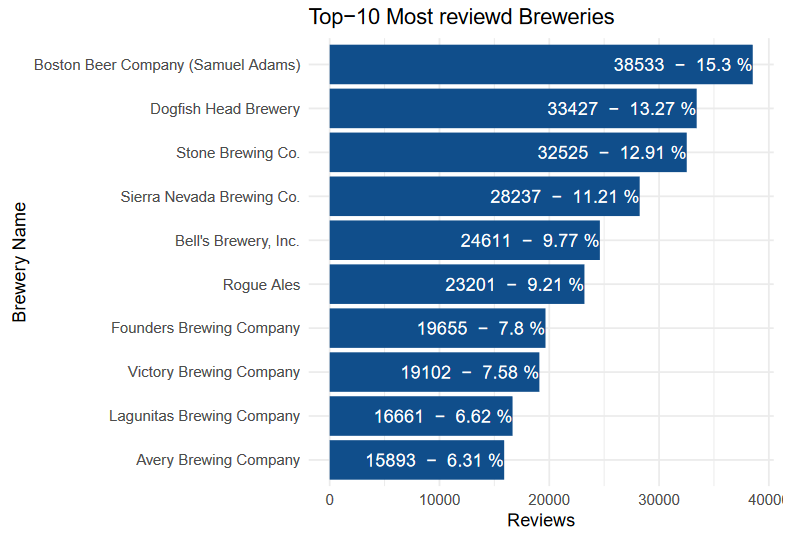 Top−10 Most reviewd Breweries
Brewery Name
Boston Beer Company (Samuel Adams) 38533 − 15.3 %
Dogfish Head Brewery 33427 − 13.27 %
Stone Brewing Co. 32525 − 12.91 %
Sierra Nevada Brewing Co. 28237 − 11.21 %
Bell's Brewery, Inc. 24611 − 9.77 %
Rogue Ales 23201 − 9.21 %
Founders Brewing Company 19655 − 7.8 %
Victory Brewing Company 19102 − 7.58 %
Lagunitas Brewing Company 16661 − 6.62 %
Avery Brewing Company 15893 − 6.31 %
0 10000 20000 30000 4000
Reviews